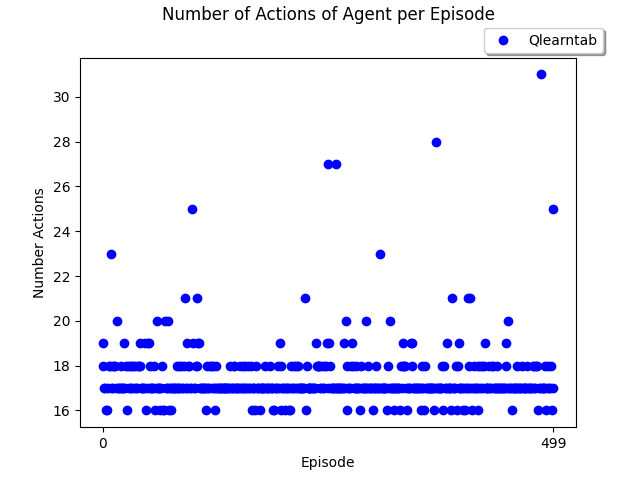 Number of Actions of Agent per Episode
Qlearntab
30
28
26
24
22
20
18
16
Number Actions
0
499
Episode